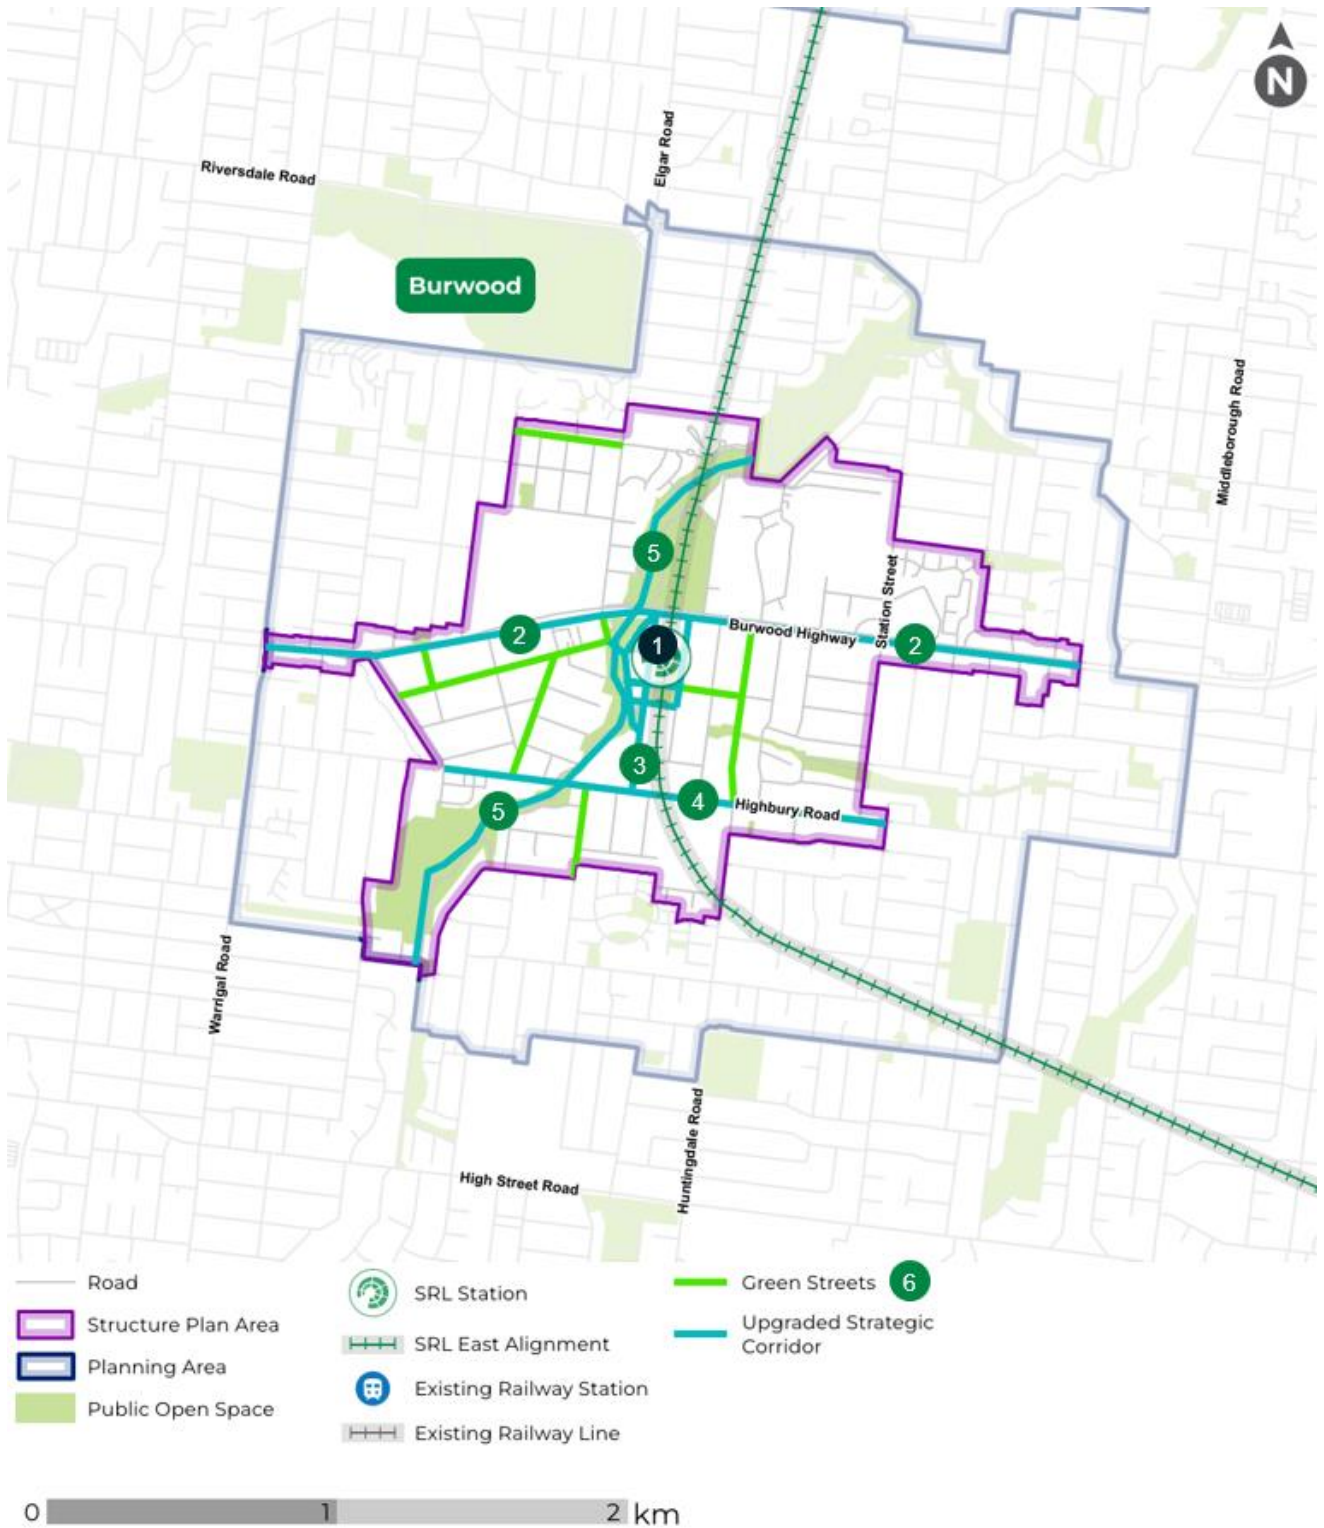 N
Elgar Road
Riversdale Road
Burwood
Middleborough Road
5
Station Street
2
1
Burwood Highway
2
3
4
Highbury Road
5
Warrigal Road
Huntingdale Road
High Street Road
Road
Structure Plan Area
Planning Area
Public Open Space
SRL Station
SRL East Alignment
Existing Railway Station
Existing Railway Line
Green Streets 6
Upgraded Strategic
Corridor
0 1 2 km